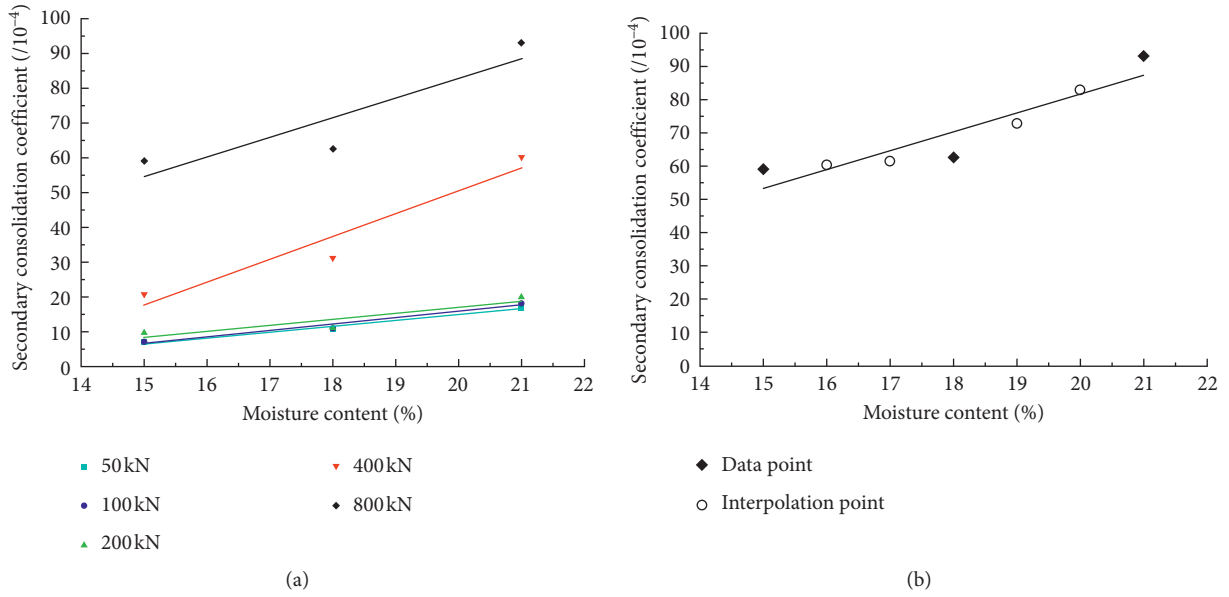 Secondary consolidation coefficient (/10⁻⁴)
100
90
80
70
60
50
40
30
20
10
0
14 15 16 17 18 19 20 21 22
Moisture content (%)
50 kN
100 kN
200 kN
400 kN
800 kN
(a)
Secondary consolidation coefficient (/10⁻⁴)
100
90
80
70
60
50
40
30
20
10
0
14 15 16 17 18 19 20 21 22
Moisture content (%)
Data point
Interpolation point
(b)